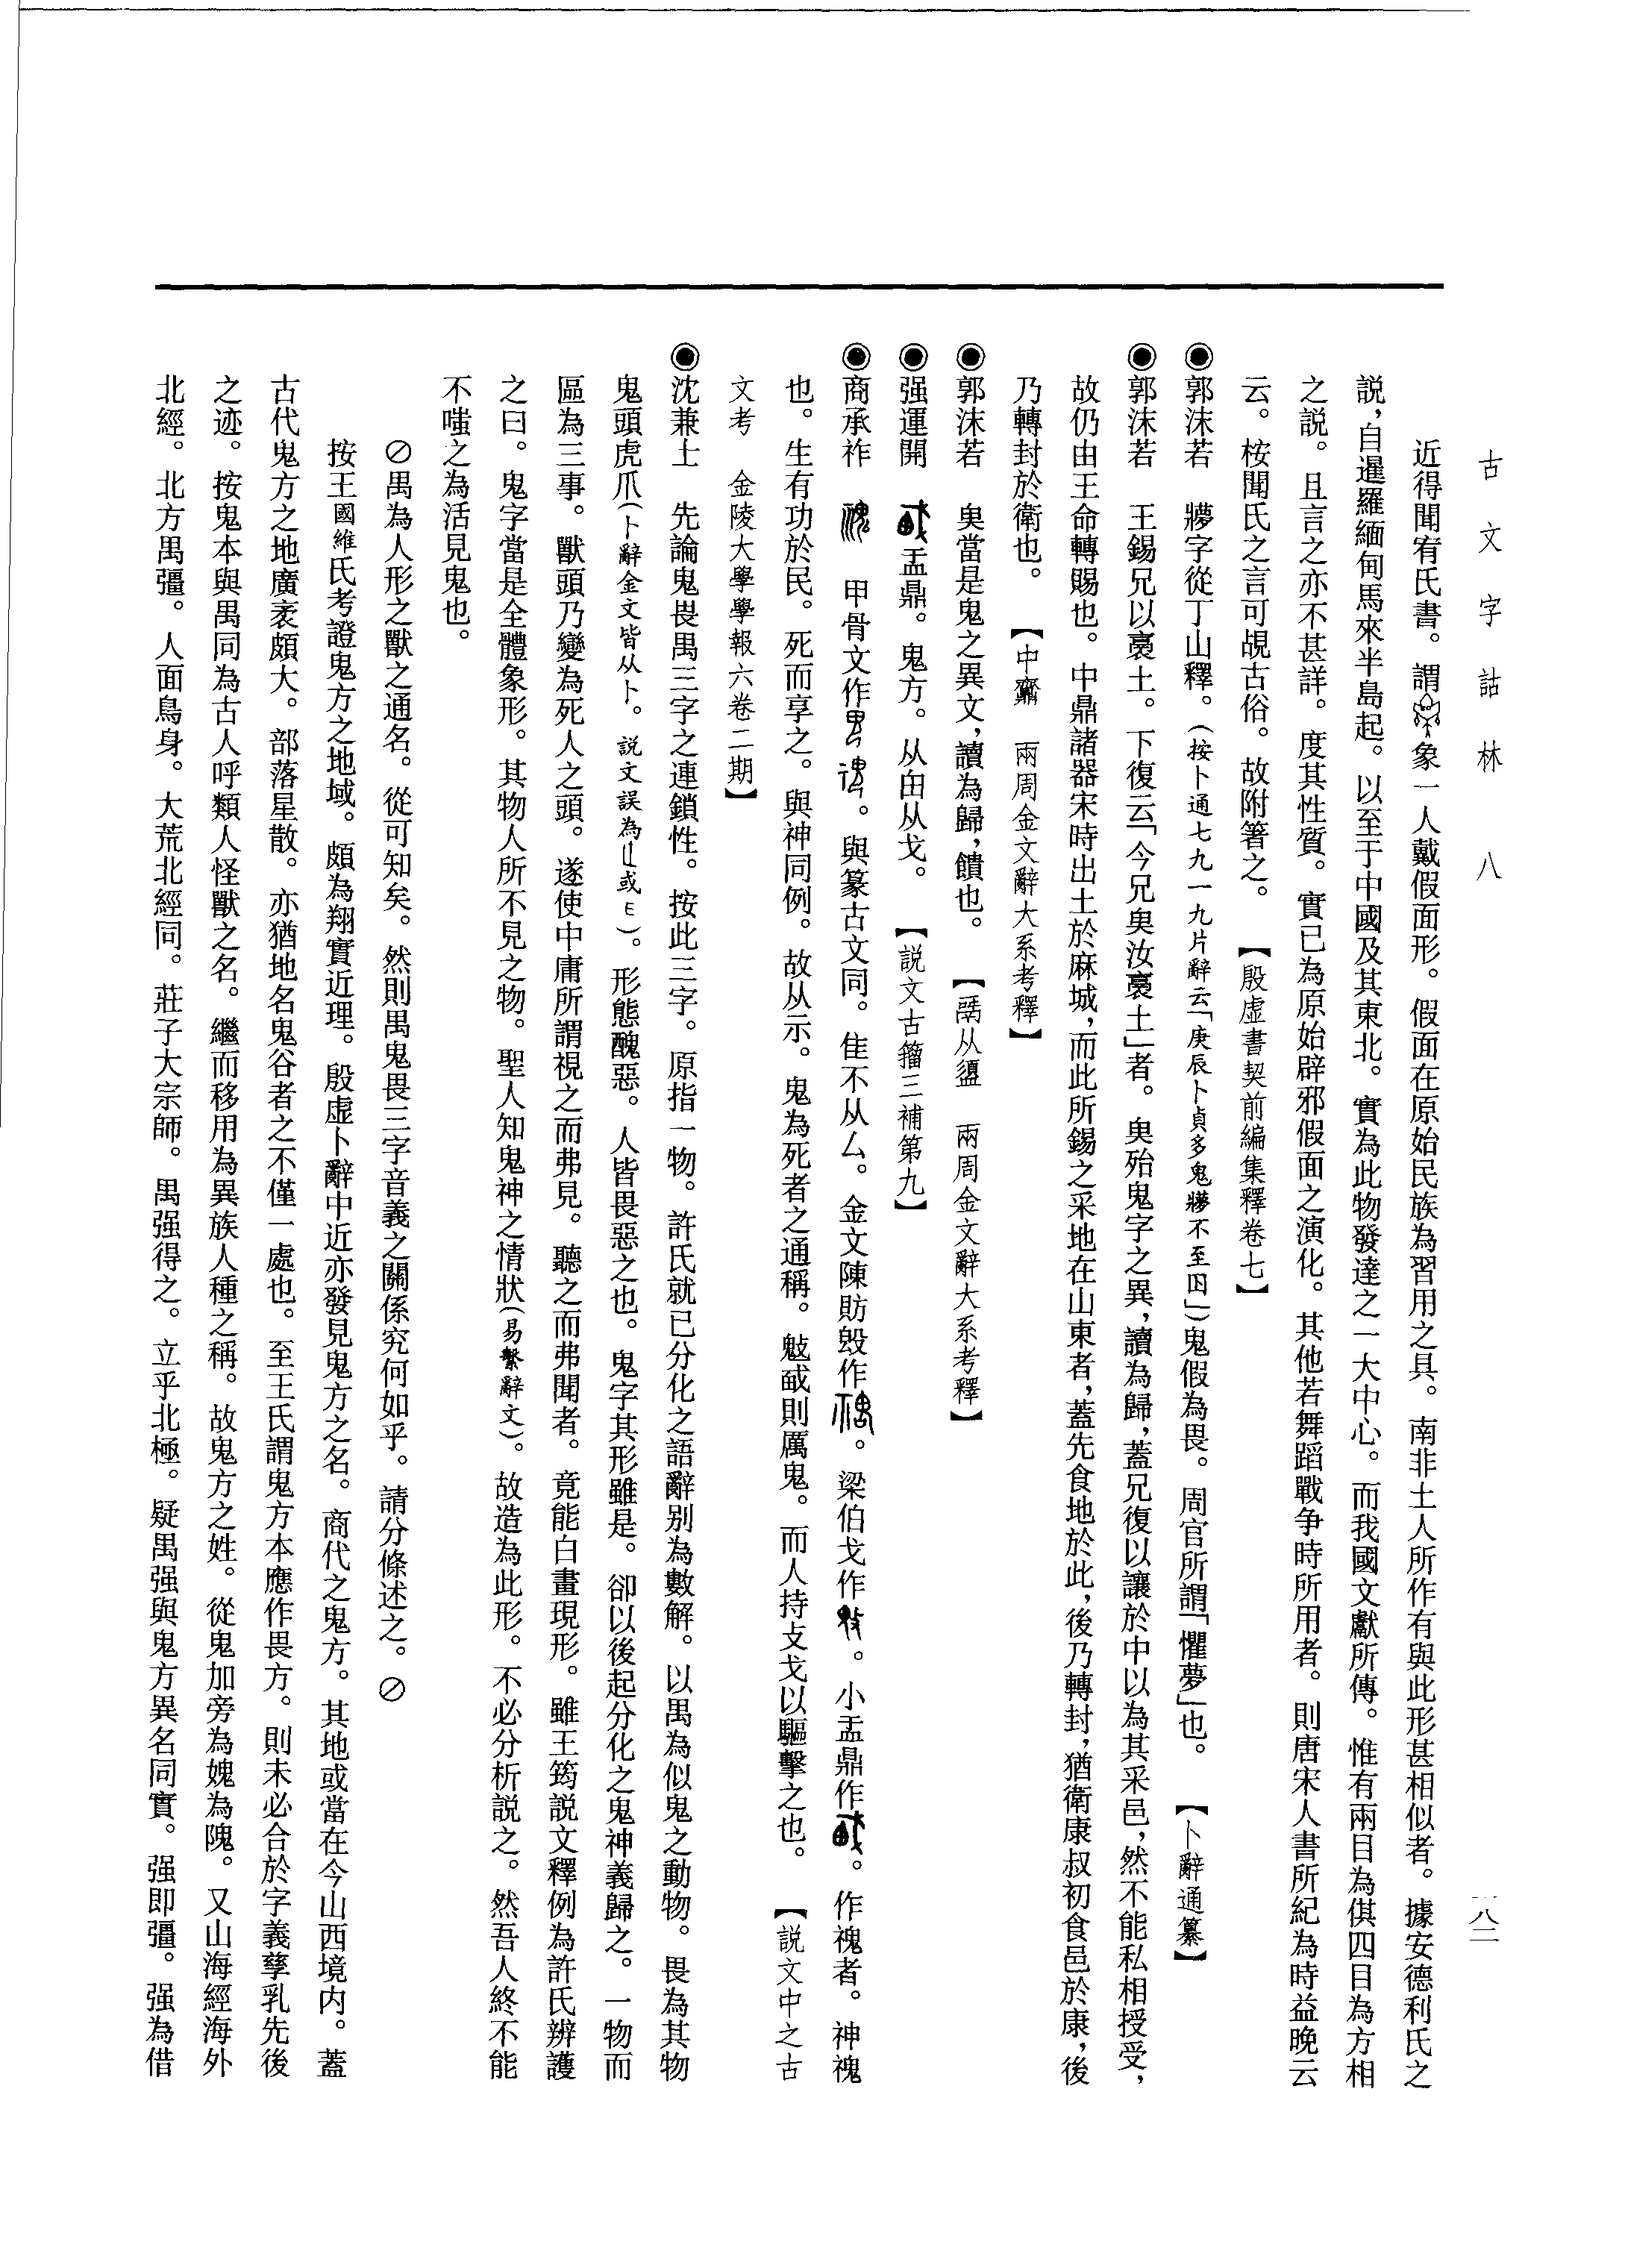 古文字詁林 八
一八二
近得聞宥氏書。謂象一人戴假面形。假面在原始民族為習用之具。南非土人所作有與此形甚相似者。據安德利氏之
説，自暹羅緬甸馬來半島起。以至于中國及其東北。實為此物發達之一大中心。而我國文獻所傳。惟有兩目為倛四目為方相
之説。且言之亦不甚詳。度其性質。實已為原始辟邪假面之演化。其他若舞蹈戰争時所用者。則唐宋人書所紀為時益晚云
云。桉聞氏之言可覘古俗。故附箸之。　【殷虚書契前編集釋卷七】
◉郭沫若　㝱字從丁山釋。（按卜通七九一九片辭云「庚辰卜貞多鬼㝱不至𡆥」）鬼假為畏。周官所謂「懼夢」也。　【卜辭通纂】
◉郭沫若　王錫兄以䙝土。下復云「今兄㚖汝䙝土」者。㚖殆鬼字之異，讀為歸，蓋兄復以讓於中以為其采邑，然不能私相授受，
故仍由王命轉賜也。中鼎諸器宋時出土於麻城，而此所錫之采地在山東者，蓋先食地於此，後乃轉封，猶衛康叔初食邑於康，後
乃轉封於衛也。　【中齋　兩周金文辭大系考釋】
◉郭沫若　㚖當是鬼之異文，讀為歸，饋也。　【鬲从盨　兩周金文辭大系考釋】
◉强運開　盂鼎。鬼方。从甶从戈。　【説文古籀三補第九】
◉商承祚　甲骨文作。與篆古文同。隹不从厶。金文陳肪毁作。梁伯戈作。小盂鼎作。作䰠者。神䰠
也。生有功於民。死而享之。與神同例。故从示。鬼為死者之通稱。則厲鬼。而人持攴戈以驅擊之也。　【説文中之古
文考　金陵大學學報六卷二期】
◉沈兼士　先論鬼畏禺三字之連鎖性。按此三字。原指一物。許氏就已分化之語辭别為數解。以禺為似鬼之動物。畏為其物
鬼頭虎爪（卜辭金文皆从卜。説文誤為或）。形態醜惡。人皆畏惡之也。鬼字其形雖是。卻以後起分化之鬼神義歸之。一物而
區為三事。獸頭乃變為死人之頭。遂使中庸所謂視之而弗見。聽之而弗聞者。竟能白晝現形。雖王筠説文釋例為許氏辨護
之曰。鬼字當是全體象形。其物人所不見之物。聖人知鬼神之情狀（易繫辭文）。故造為此形。不必分析説之。然吾人終不能
不嗤之為活見鬼也。
⊘禺為人形之獸之通名。從可知矣。然則禺鬼畏三字音義之關係究何如乎。請分條述之。⊘
按王國維氏考證鬼方之地域。頗為翔實近理。殷虚卜辭中近亦發見鬼方之名。商代之鬼方。其地或當在今山西境内。蓋
古代鬼方之地廣袤頗大。部落星散。亦猶地名鬼谷者之不僅一處也。至王氏謂鬼方本應作畏方。則未必合於字義孳乳先後
之迹。按鬼本與禺同為古人呼類人怪獸之名。繼而移用為異族人種之稱。故鬼方之姓。從鬼加旁為媿為隗。又山海經海外
北經。北方禺彊。人面鳥身。大荒北經同。莊子大宗師。禺强得之。立乎北極。疑禺强與鬼方異名同實。强即彊。强為借